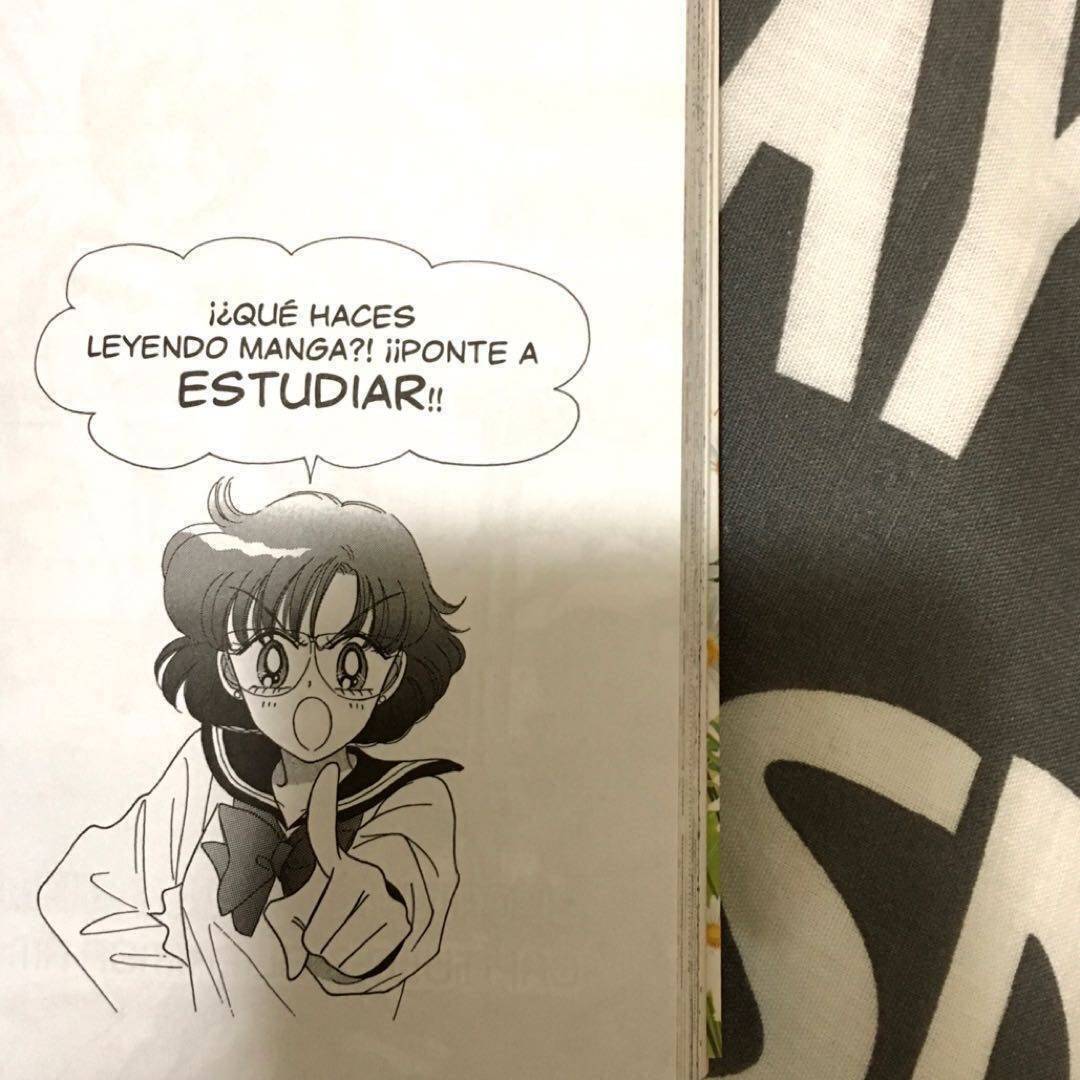 ¡¿QUÉ HACES
LEYENDO MANGA?! ¡¡PONTE A
ESTUDIAR!!